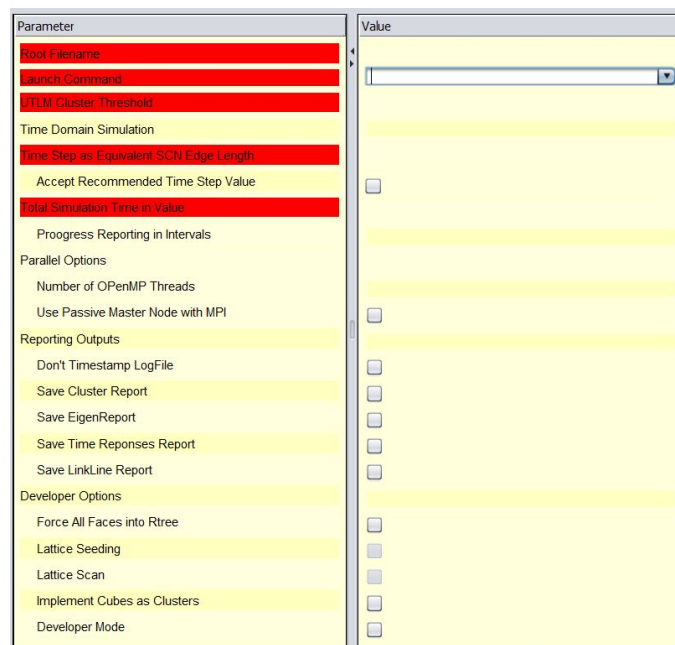 Parameter
Value
Root Filename
Launch Command
UTLM Cluster Threshold
Time Domain Simulation
Time Step as Equivalent SCN Edge Length
Accept Recommended Time Step Value
Total Simulation Time in Value
Proogress Reporting in Intervals
Parallel Options
Number of OPenMP Threads
Use Passive Master Node with MPI
Reporting Outputs
Don't Timestamp LogFile
Save Cluster Report
Save EigenReport
Save Time Reponses Report
Save LinkLine Report
Developer Options
Force All Faces into Rtree
Lattice Seeding
Lattice Scan
Implement Cubes as Clusters
Developer Mode